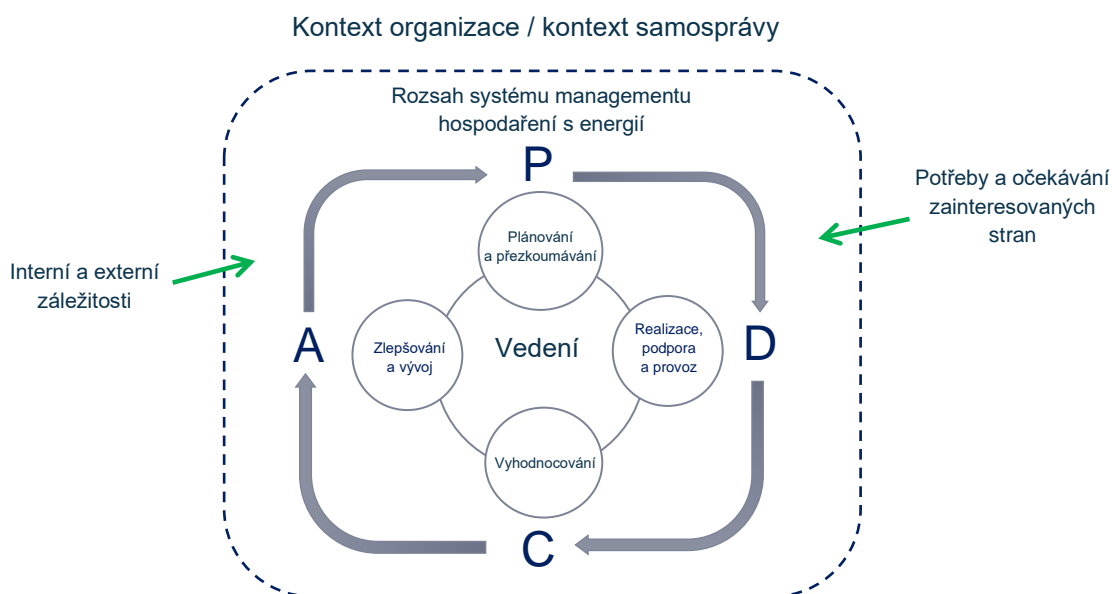 Kontext organizace / kontext samosprávy
Rozsah systému managementu
hospodaření s energií
P
Potřeby a očekávání
zainteresovaných
stran
Plánování
a přezkoumávání
Interní a externí
záležitosti
A
Zlepšování
a vývoj
Vedení
Realizace,
podpora
a provoz
D
Vyhodnocování
C